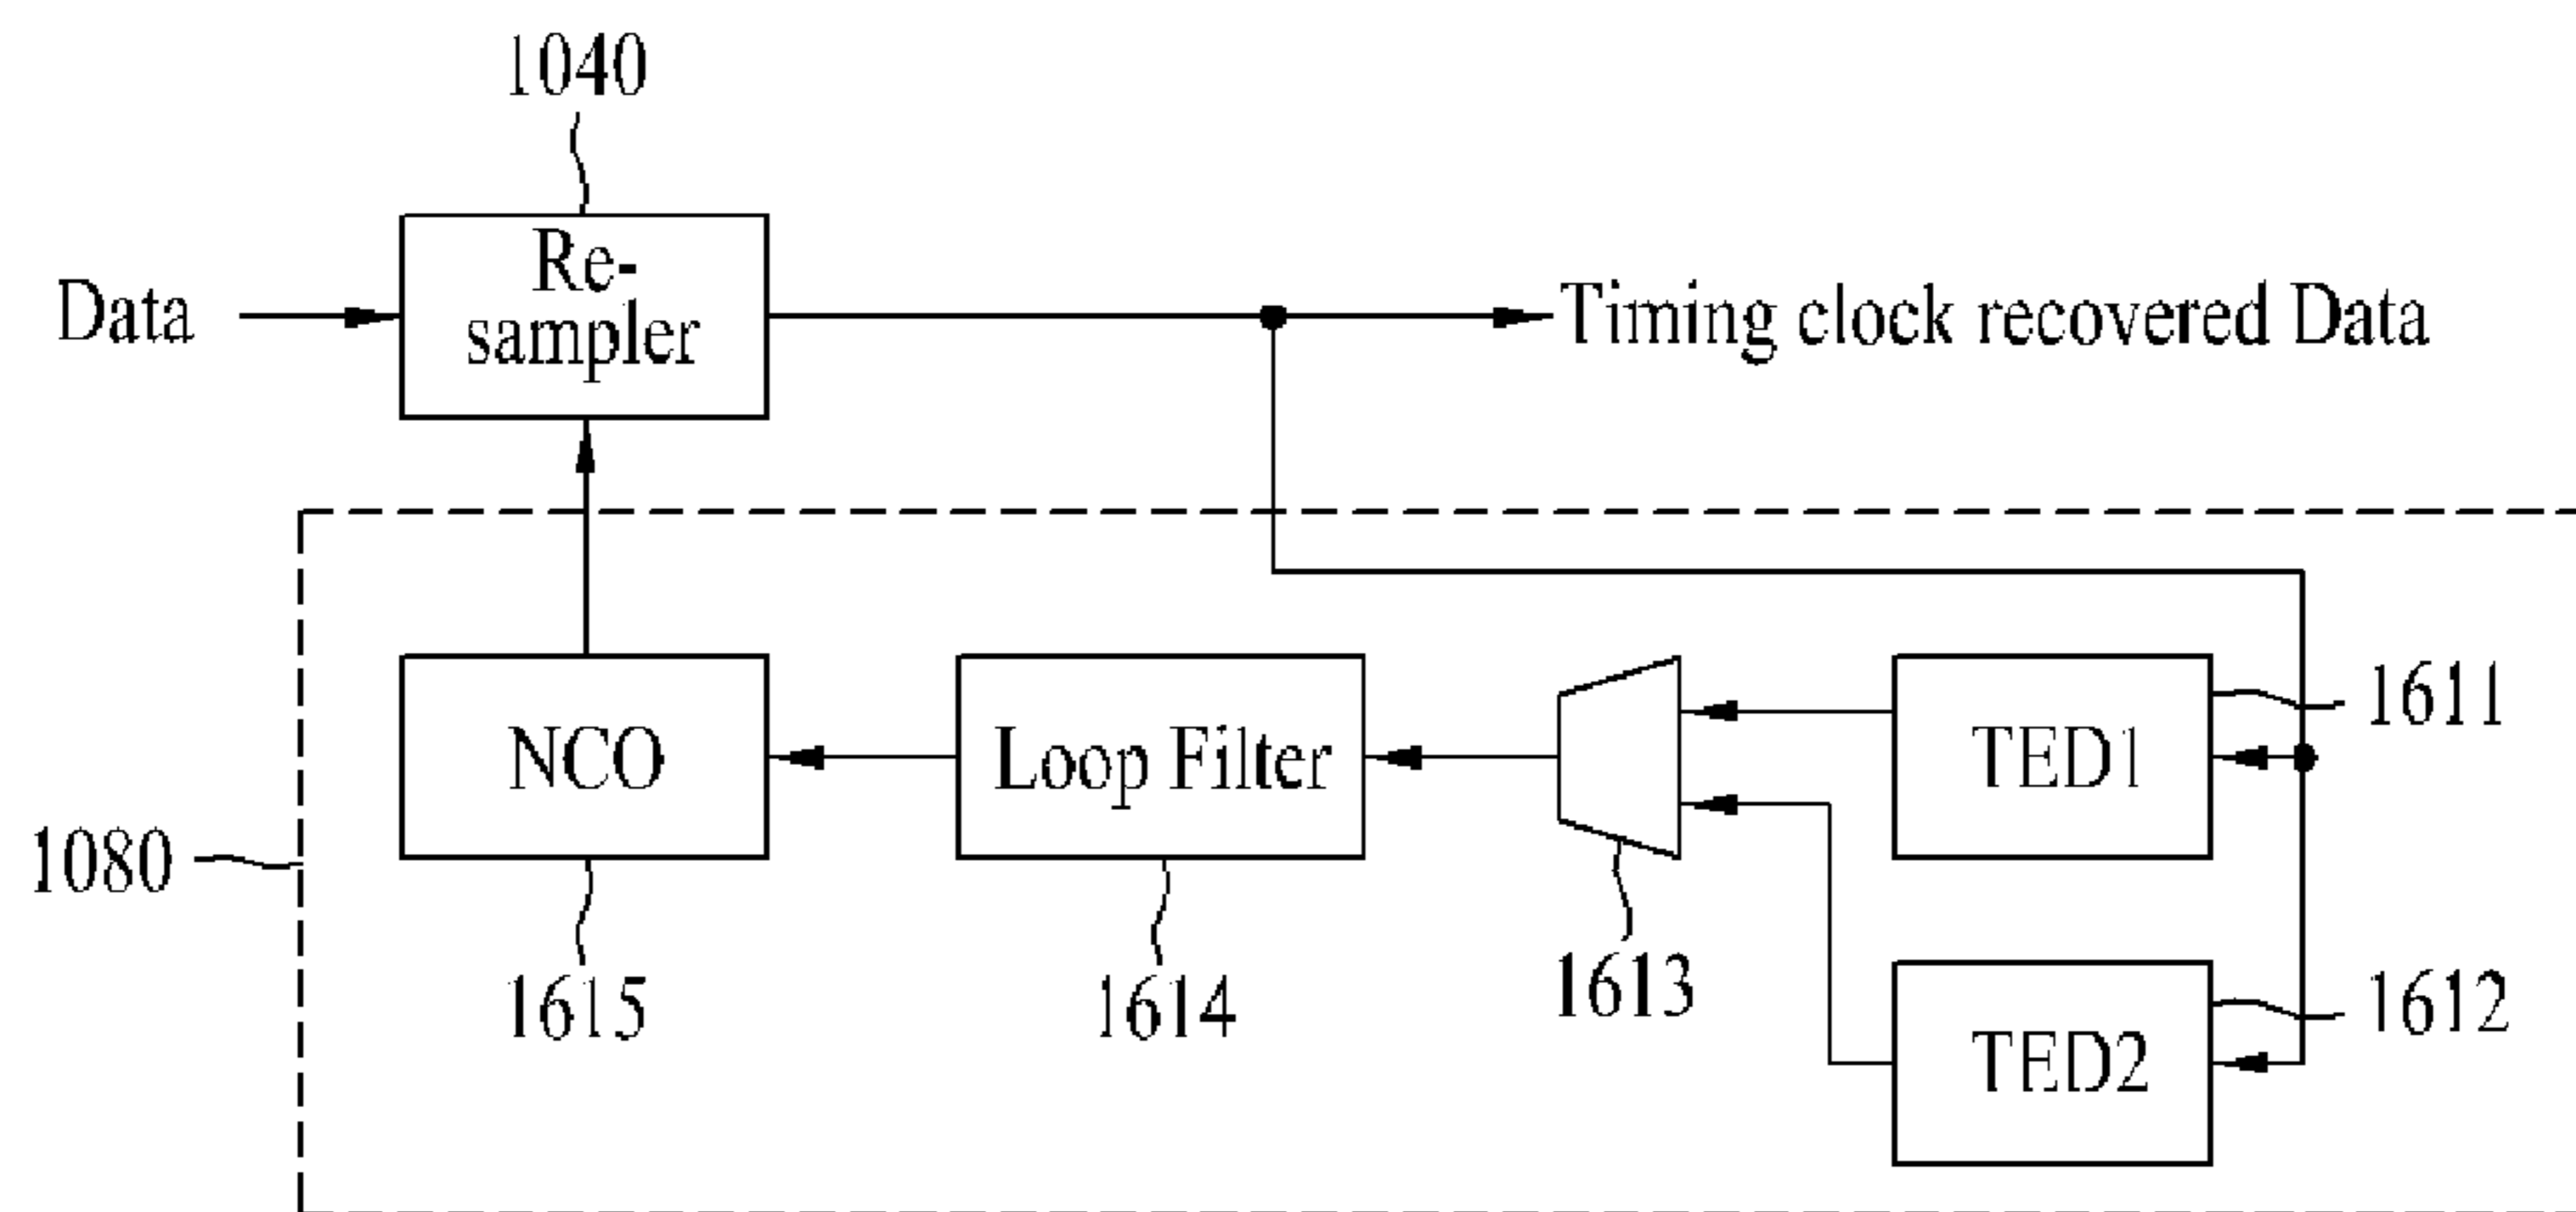 1040
Data
Re-
sampler
Timing clock recovered Data
NCO
Loop Filter
TED1
1611
1080
1615
1614
1613
TED2
1612